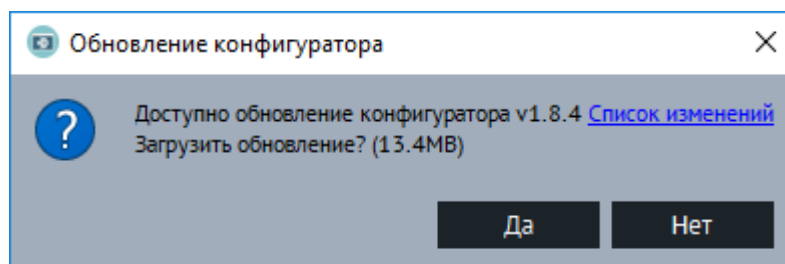 Обновление конфигуратора
Доступно обновление конфигуратора v1.8.4 Список изменений
Загрузить обновление? (13.4MB)
Да Нет